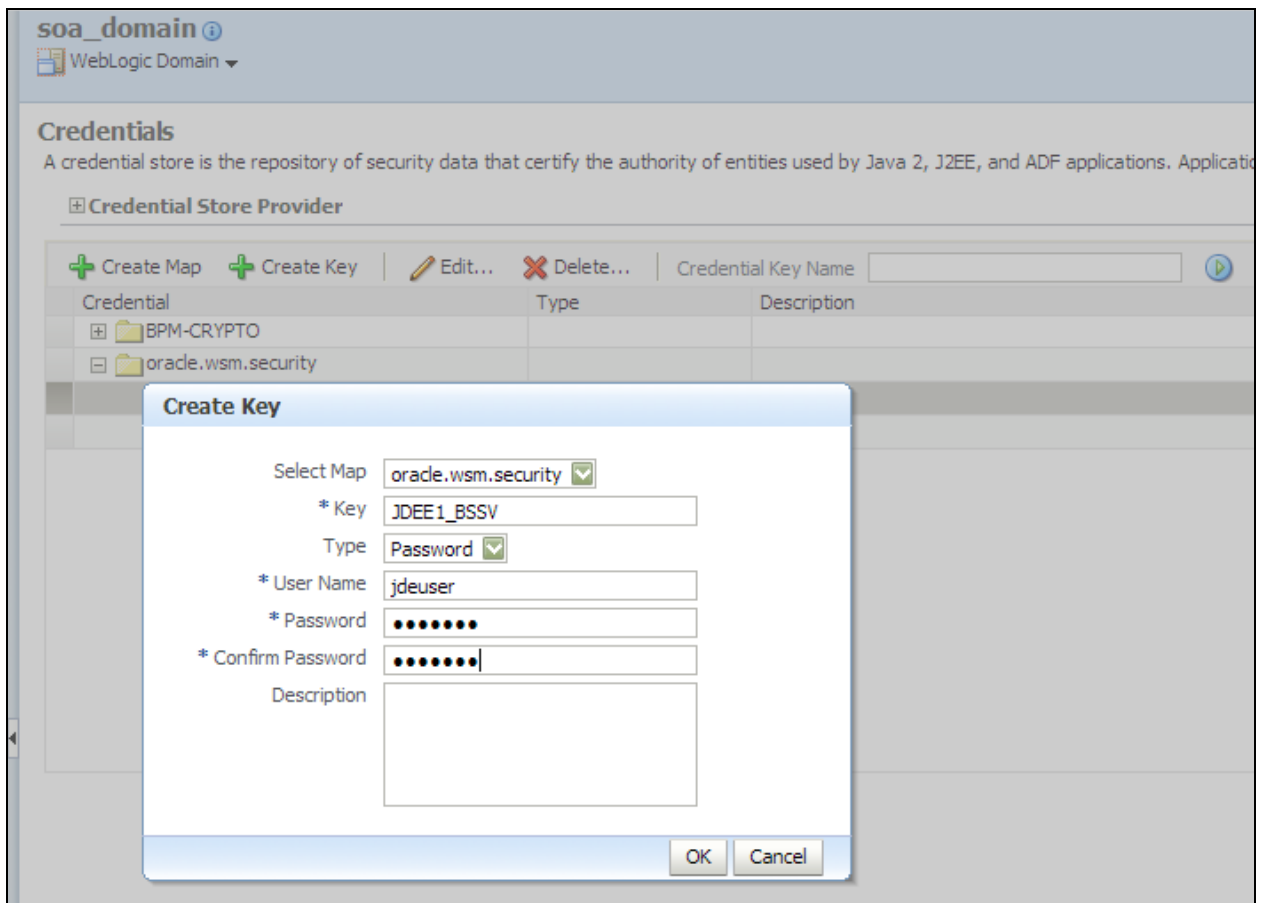 soa_domain
WebLogic Domain
Credentials
A credential store is the repository of security data that certify the authority of entities used by Java 2, J2EE, and ADF applications. Applicatio
Credential Store Provider
Create Map Create Key Edit... Delete... Credential Key Name
Credential Type Description
BPM-CRYPTO
oracle.wsm.security
Create Key
Select Map oracle.wsm.security
* Key JDEE1_BSSV
Type Password
* User Name jdeuser
* Password •••••••
* Confirm Password •••••••
Description
OK Cancel